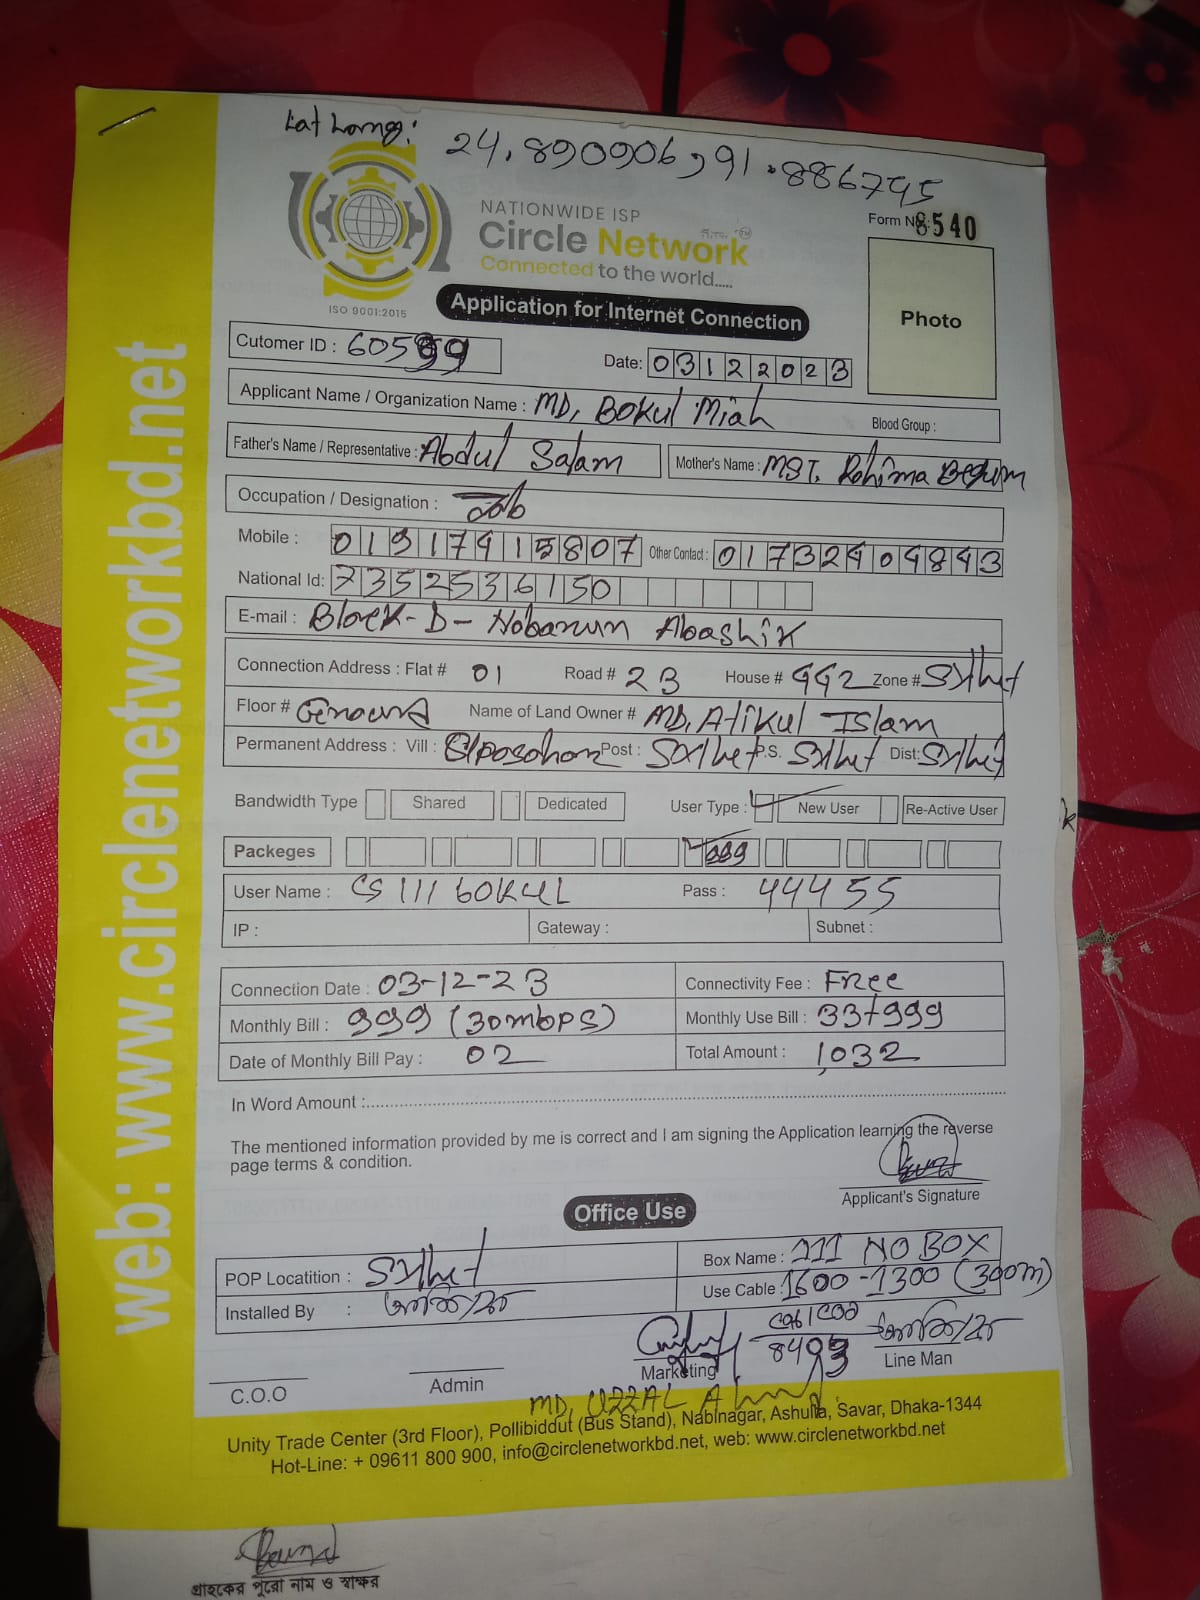 Lat Long: 24.890906, 91.886795
NATIONWIDE ISP
Circle Network
Connected to the world.....
ISO 9001:2015
Form No: 8540
Application for Internet Connection
Photo
Cutomer ID : 60599
Date: 03122023
Applicant Name / Organization Name : MD, Bokul Miah Blood Group :
Father's Name / Representative : Abdul Salam Mother's Name : MST. Rohima Begum
Occupation / Designation : Job
Mobile : 01917415807 Other Contact : 01732404843
National Id: 7352536150
E-mail : Block-D- Nobarun Abashik
Connection Address : Flat # 01 Road # 23 House # 442 Zone # Sylhet
Floor # Name of Land Owner # MD, Atikul Islam
Permanent Address : Vill : Post : Sylhet P.S. Sylhet Dist: Sylhet
Bandwidth Type Shared Dedicated User Type : New User Re-Active User
Packeges 999
User Name : CS 111 bokul Pass : 44455
IP : Gateway : Subnet :
Connection Date : 03-12-23 Connectivity Fee : Free
Monthly Bill : 999 (30mbps) Monthly Use Bill : 33+999
Date of Monthly Bill Pay : 02 Total Amount : 1,032
In Word Amount :
The mentioned information provided by me is correct and I am signing the Application learning the reverse
page terms & condition.
Applicant's Signature
Office Use
POP Locatition : Sylhet Box Name : 111 NO BOX
Installed By : Use Cable : 1600-1300 (300m)
C.O.O Admin Marketing Line Man
MD, UZZAL
Unity Trade Center (3rd Floor), Pollibiddut (Bus Stand), Nabinagar, Ashulia, Savar, Dhaka-1344
Hot-Line: + 09611 800 900, info@circlenetworkbd.net, web: www.circlenetworkbd.net
web: www.circlenetworkbd.net
গ্রাহকের পুরো নাম ও স্বাক্ষর